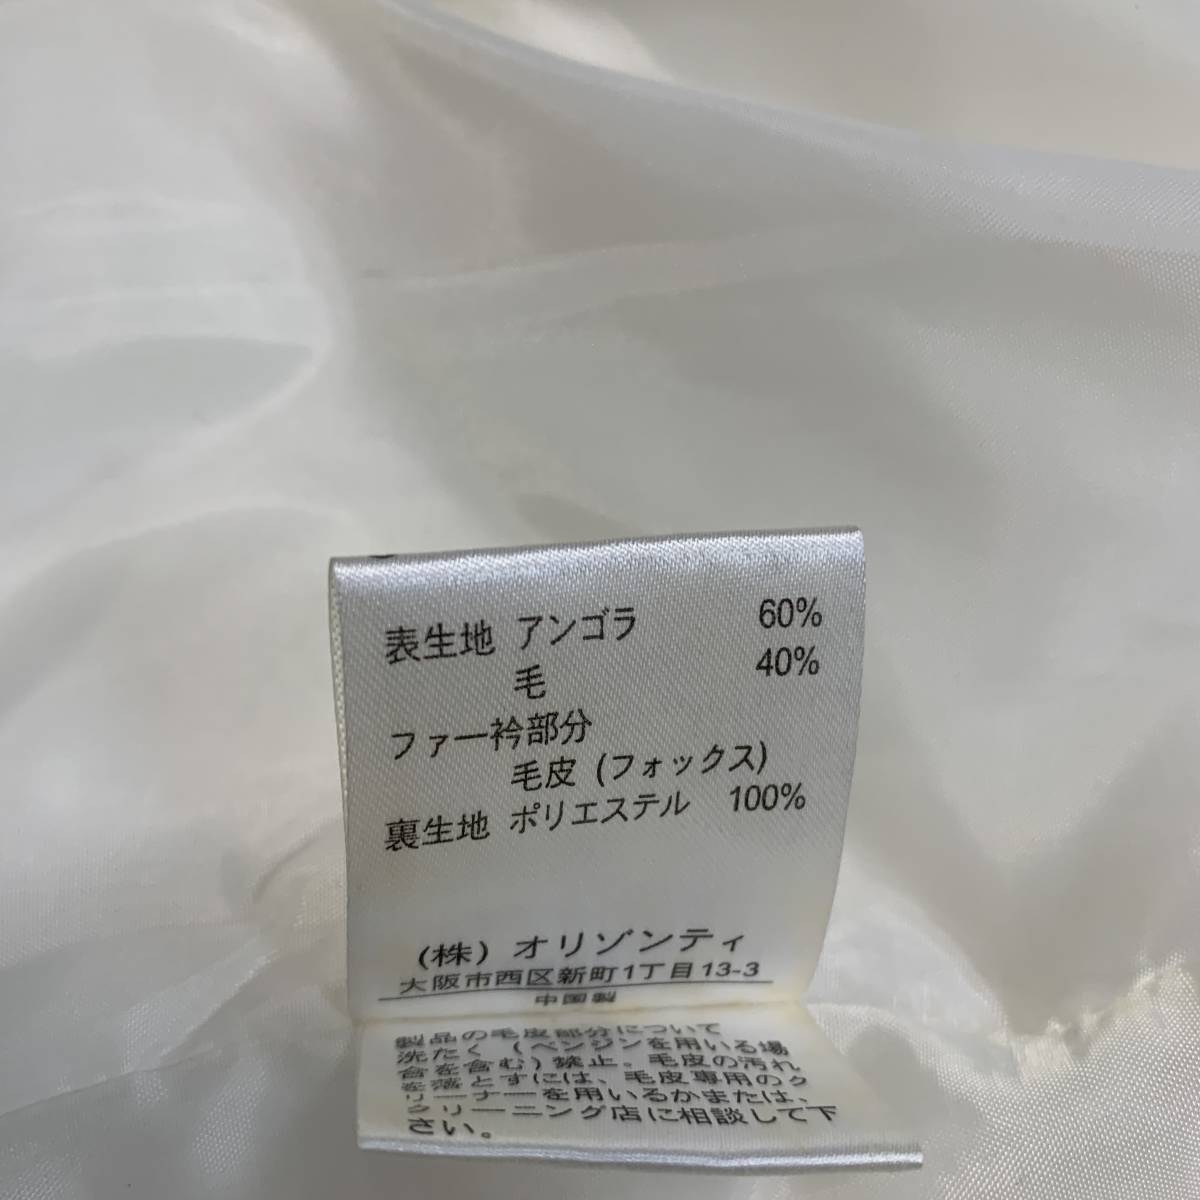 表生地 アンゴラ 60%
毛 40%
ファー衿部分
毛皮 (フォックス)
裏生地 ポリエステル 100%
(株) オリゾンティ
大阪市西区新町1丁目13-3
中国製
製品の毛皮部分について
洗たく (ベンジンを用いる場
合を含む) 禁止。毛皮の汚れ
を落とすには、毛皮専用のク
リーナーを用いるかまたは、
クリーニング店に相談して下
さい。